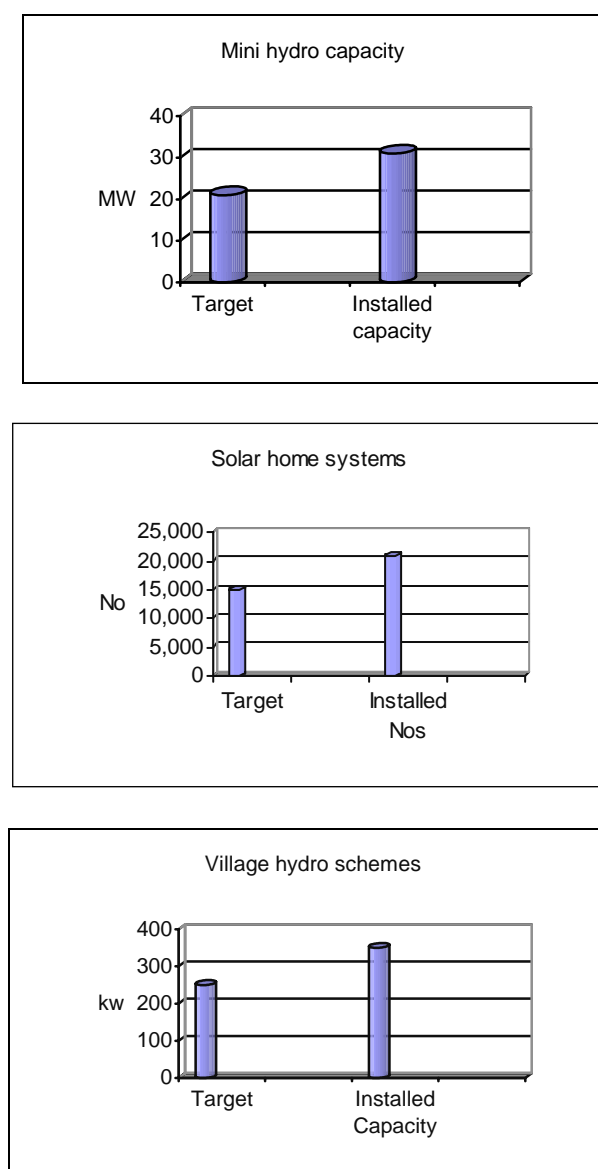 Mini hydro capacity
40
30
MW 20
10
0
Target Installed
capacity
Solar home systems
25,000
20,000
15,000
No 10,000
5,000
0
Target Installed
Nos
Village hydro schemes
400
300
kw 200
100
0
Target Installed
Capacity